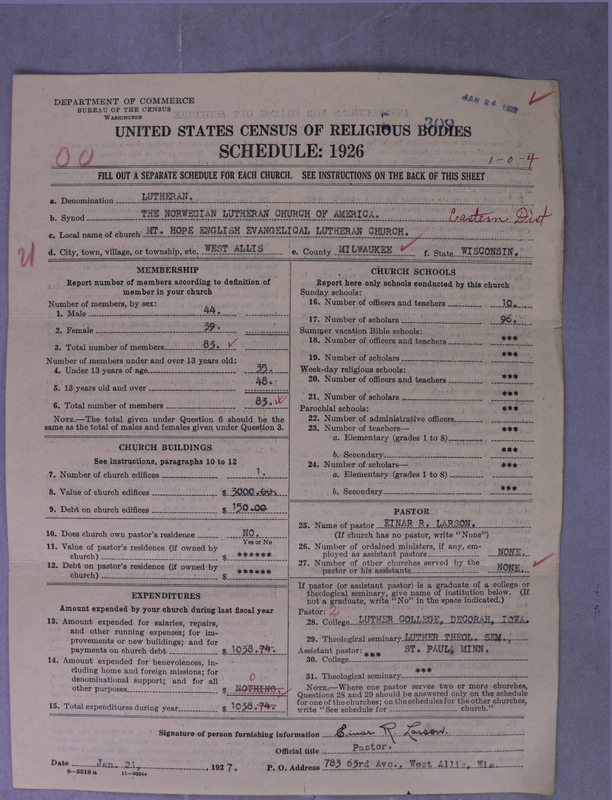 DEPARTMENT OF COMMERCE
BUREAU OF THE CENSUS
WASHINGTON
JAN 24
309
UNITED STATES CENSUS OF RELIGIOUS BODIES
SCHEDULE: 1926
00
1-0-4
FILL OUT A SEPARATE SCHEDULE FOR EACH CHURCH. SEE INSTRUCTIONS ON THE BACK OF THIS SHEET
a. Denomination LUTHERAN.
b. Synod THE NORWEGIAN LUTHERAN CHURCH OF AMERICA. Eastern Dist
c. Local name of church MT. HOPE ENGLISH EVANGELICAL LUTHERAN CHURCH.
d. City, town, village, or township, etc. WEST ALLIS e. County MILWAUKEE f. State WISCONSIN.
MEMBERSHIP
Report number of members according to definition of
member in your church
Number of members, by sex:
1. Male 44.
2. Female 39.
3. Total number of members 83.
Number of members under and over 13 years old:
4. Under 13 years of age 35.
5. 13 years old and over 48.
6. Total number of members 83.
NOTE.—The total given under Question 6 should be
the same as the total of males and females given under Question 3.
CHURCH BUILDINGS
See instructions, paragraphs 10 to 12
7. Number of church edifices 1.
8. Value of church edifices $ 3000.00.
9. Debt on church edifices $ 150.00
10. Does church own pastor's residence NO.
Yes or No
11. Value of pastor's residence (if owned by
church) $ ******
12. Debt on pastor's residence (if owned by
church) $ ******
EXPENDITURES
Amount expended by church during last fiscal year
13. Amount expended for salaries, repairs,
and other running expenses; for im-
provements or new buildings; and for
payments on church debt $ 1038.74.
14. Amount expended for benevolences, in-
cluding home and foreign missions; for
denominational support; and for all
other purposes $ NOTHING. 0
15. Total expenditures during year $ 1038.74.
CHURCH SCHOOLS
Report here only schools conducted by this church
Sunday schools:
16. Number of officers and teachers 10.
17. Number of scholars 96.
Summer vacation Bible schools:
18. Number of officers and teachers ***
19. Number of scholars ***
Week-day religious schools:
20. Number of officers and teachers ***
21. Number of scholars ***
Parochial schools:
22. Number of administrative officers ***
23. Number of teachers—
a. Elementary (grades 1 to 8) ***
b. Secondary ***
24. Number of scholars—
a. Elementary (grades 1 to 8) ***
b. Secondary ***
PASTOR
25. Name of pastor EINAR R. LARSON.
(If church has no pastor, write "None")
26. Number of ordained ministers, if any, em-
ployed as assistant pastors NONE.
27. Number of other churches served by the
pastor or his assistants NONE.
If pastor (or assistant pastor) is a graduate of a college or
theological seminary, give name of institution below. (If
not a graduate, write "No" in the space indicated.)
Pastor: 2
28. College LUTHER COLLEGE, DECORAH, IOWA.
29. Theological seminary LUTHER THEOL. SEM.,
Assistant pastor: *** ST. PAUL, MINN.
30. College
31. Theological seminary ***
NOTE.—Where one pastor serves two or more churches,
Questions 28 and 29 should be answered only on the schedule
for one of the churches; on the schedules for the other churches,
write "See schedule for ........ church."
Signature of person furnishing information Einar R Larson.
Official title Pastor.
Date Jan. 21, 1927. P. O. Address 783 63rd Ave., West Allis, Wis
8-5518a